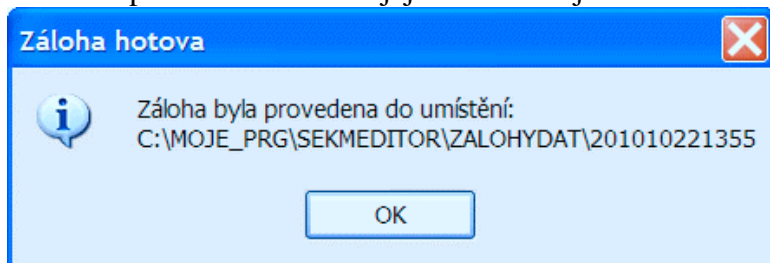 Záloha hotova
Záloha byla provedena do umístění:
C:\MOJE_PRG\SEKMEDITOR\ZALOHYDAT\201010221355
OK